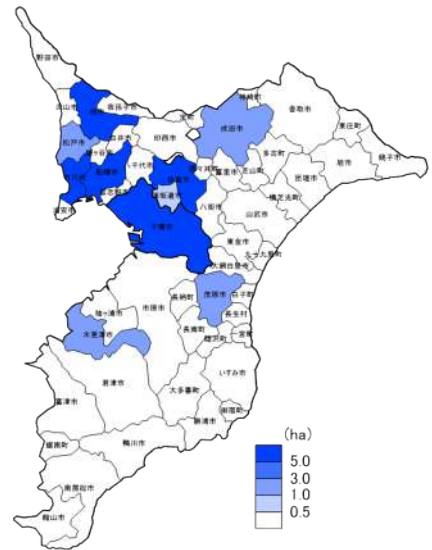 野田市
流山市
柏市
我孫子市
松戸市
鎌ケ谷市
白井市
印西市
栄町
神崎町
成田市
香取市
東庄町
銚子市
旭市
匝瑳市
多古町
芝山町
横芝光町
富里市
酒々井町
佐倉市
八千代市
船橋市
市川市
浦安市
習志野市
四街道市
千葉市
八街市
山武市
東金市
九十九里町
大網白里市
茂原市
白子町
長生村
一宮町
睦沢町
長柄町
長南町
市原市
袖ケ浦市
木更津市
君津市
富津市
大多喜町
いすみ市
御宿町
勝浦市
鴨川市
鋸南町
南房総市
館山市
(ha)
5.0
3.0
1.0
0.5